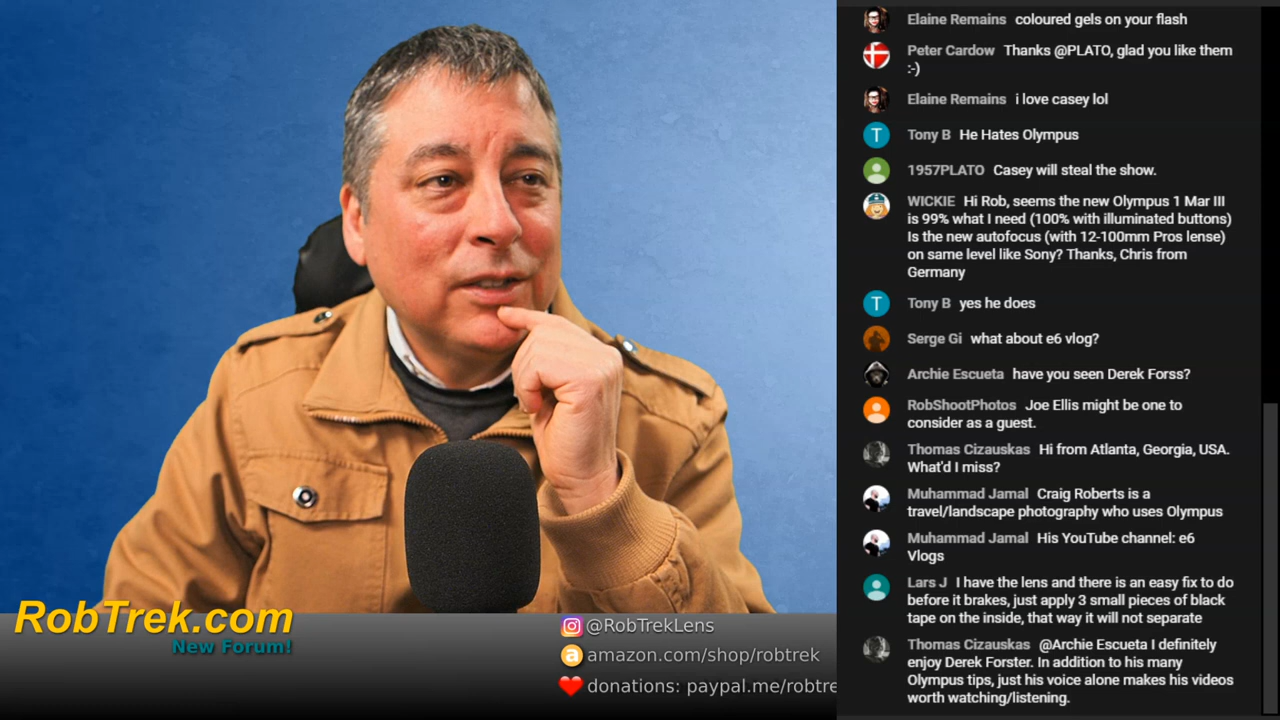 Elaine Remains coloured gels on your flash
Peter Cardow Thanks @PLATO, glad you like them
:-)
Elaine Remains i love casey lol
T Tony B He Hates Olympus
1957PLATO Casey will steal the show.
WICKIE Hi Rob, seems the new Olympus 1 Mar III
is 99% what I need (100% with illuminated buttons)
Is the new autofocus (with 12-100mm Pros lense)
on same level like Sony? Thanks, Chris from
Germany
T Tony B yes he does
Serge Gi what about e6 vlog?
Archie Escueta have you seen Derek Forss?
RobShootPhotos Joe Ellis might be one to
consider as a guest.
Thomas Cizauskas Hi from Atlanta, Georgia, USA.
What'd I miss?
Muhammad Jamal Craig Roberts is a
travel/landscape photography who uses Olympus
Muhammad Jamal His YouTube channel: e6
Vlogs
Lars J I have the lens and there is an easy fix to do
before it brakes, just apply 3 small pieces of black
tape on the inside, that way it will not separate
Thomas Cizauskas @Archie Escueta I definitely
enjoy Derek Forster. In addition to his many
Olympus tips, just his voice alone makes his videos
worth watching/listening.
RobTrek.com
New Forum!
@RobTrekLens
a amazon.com/shop/robtrek
donations: paypal.me/robtre